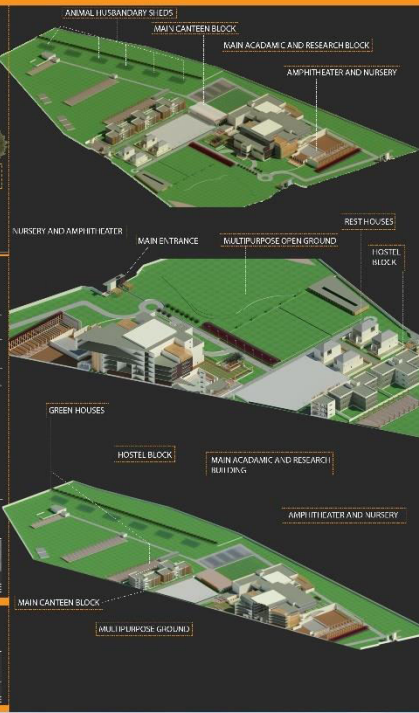 ANIMAL HUSBANDARY SHEDS
MAIN CANTEEN BLOCK
MAIN ACADAMIC AND RESEARCH BLOCK
AMPHITHEATER AND NURSERY
REST HOUSES
NURSERY AND AMPHITHEATER
MAIN ENTRANCE
MULTIPURPOSE OPEN GROUND
HOSTEL
BLOCK
GREEN HOUSES
HOSTEL BLOCK
MAIN ACADAMIC AND RESEARCH
BUILDING
AMPHITHEATER AND NURSERY
MAIN CANTEEN BLOCK
MULTIPURPOSE GROUND